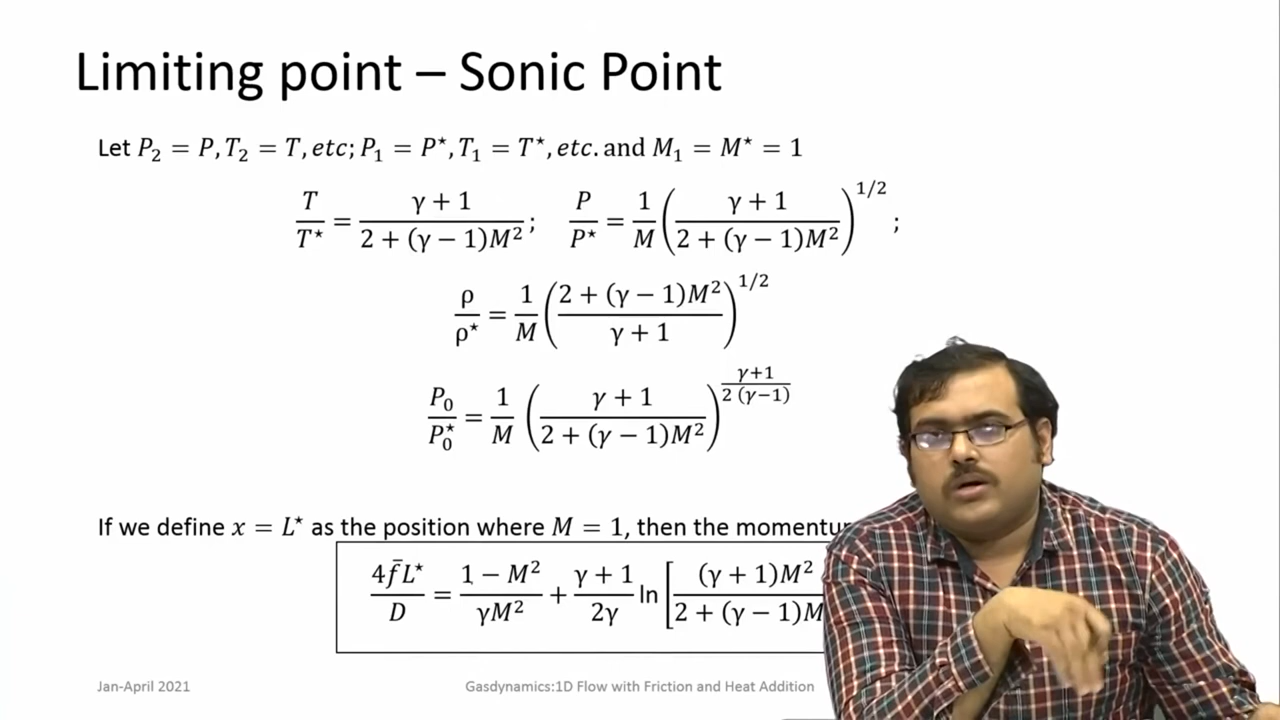 Limiting point – Sonic Point
Let P₂ = P, T₂ = T, etc; P₁ = P⋆, T₁ = T⋆, etc. and M₁ = M⋆ = 1
T/T⋆ = (γ + 1)/(2 + (γ − 1)M²); P/P⋆ = 1/M ((γ + 1)/(2 + (γ − 1)M²))^(1/2) ;
ρ/ρ⋆ = 1/M ((2 + (γ − 1)M²)/(γ + 1))^(1/2)
P₀/P₀⋆ = 1/M ((γ + 1)/(2 + (γ − 1)M²))^((γ+1)/(2 (γ−1)))
If we define x = L⋆ as the position where M = 1, then the
4f̄L⋆/D = (1 − M²)/(γM²) + (γ + 1)/(2γ) ln [((γ + 1)M²)/(2 + (γ − 1)M
Jan-April 2021
Gasdynamics:1D Flow with Friction and Heat Addition